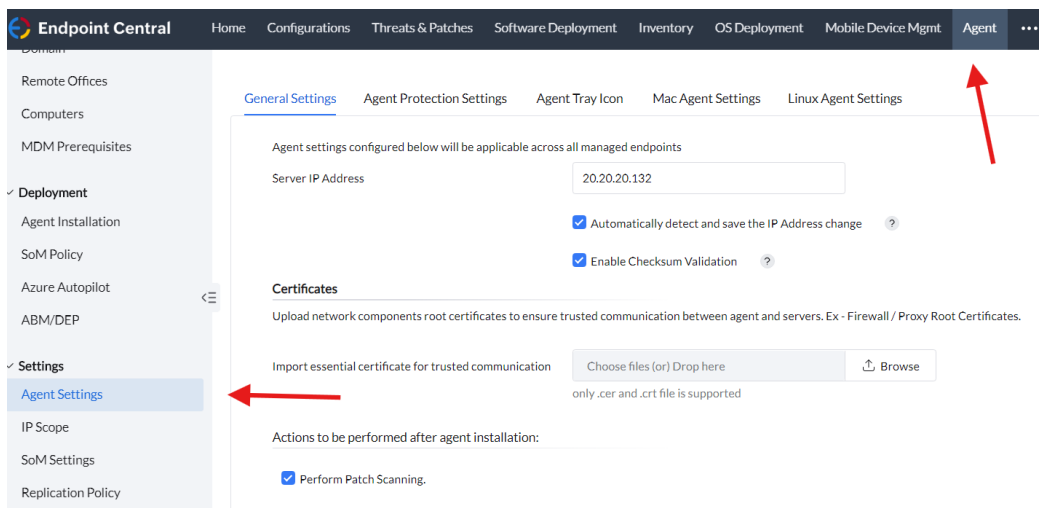 Endpoint Central Home Configurations Threats & Patches Software Deployment Inventory OS Deployment Mobile Device Mgmt Agent •••
Domain
Remote Offices
Computers
MDM Prerequisites
Deployment
Agent Installation
SoM Policy
Azure Autopilot
ABM/DEP
Settings
Agent Settings
IP Scope
SoM Settings
Replication Policy
General Settings Agent Protection Settings Agent Tray Icon Mac Agent Settings Linux Agent Settings
Agent settings configured below will be applicable across all managed endpoints
Server IP Address 20.20.20.132
Automatically detect and save the IP Address change ?
Enable Checksum Validation ?
Certificates
Upload network components root certificates to ensure trusted communication between agent and servers. Ex - Firewall / Proxy Root Certificates.
Import essential certificate for trusted communication Choose files (or) Drop here Browse
only .cer and .crt file is supported
Actions to be performed after agent installation:
Perform Patch Scanning.